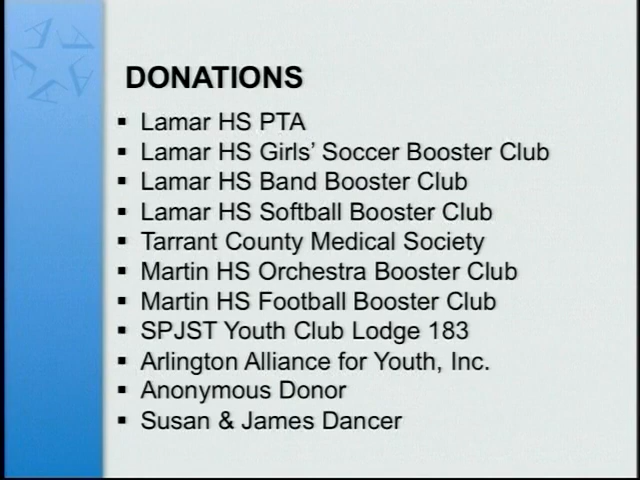 DONATIONS
▪ Lamar HS PTA
▪ Lamar HS Girls' Soccer Booster Club
▪ Lamar HS Band Booster Club
▪ Lamar HS Softball Booster Club
▪ Tarrant County Medical Society
▪ Martin HS Orchestra Booster Club
▪ Martin HS Football Booster Club
▪ SPJST Youth Club Lodge 183
▪ Arlington Alliance for Youth, Inc.
▪ Anonymous Donor
▪ Susan & James Dancer